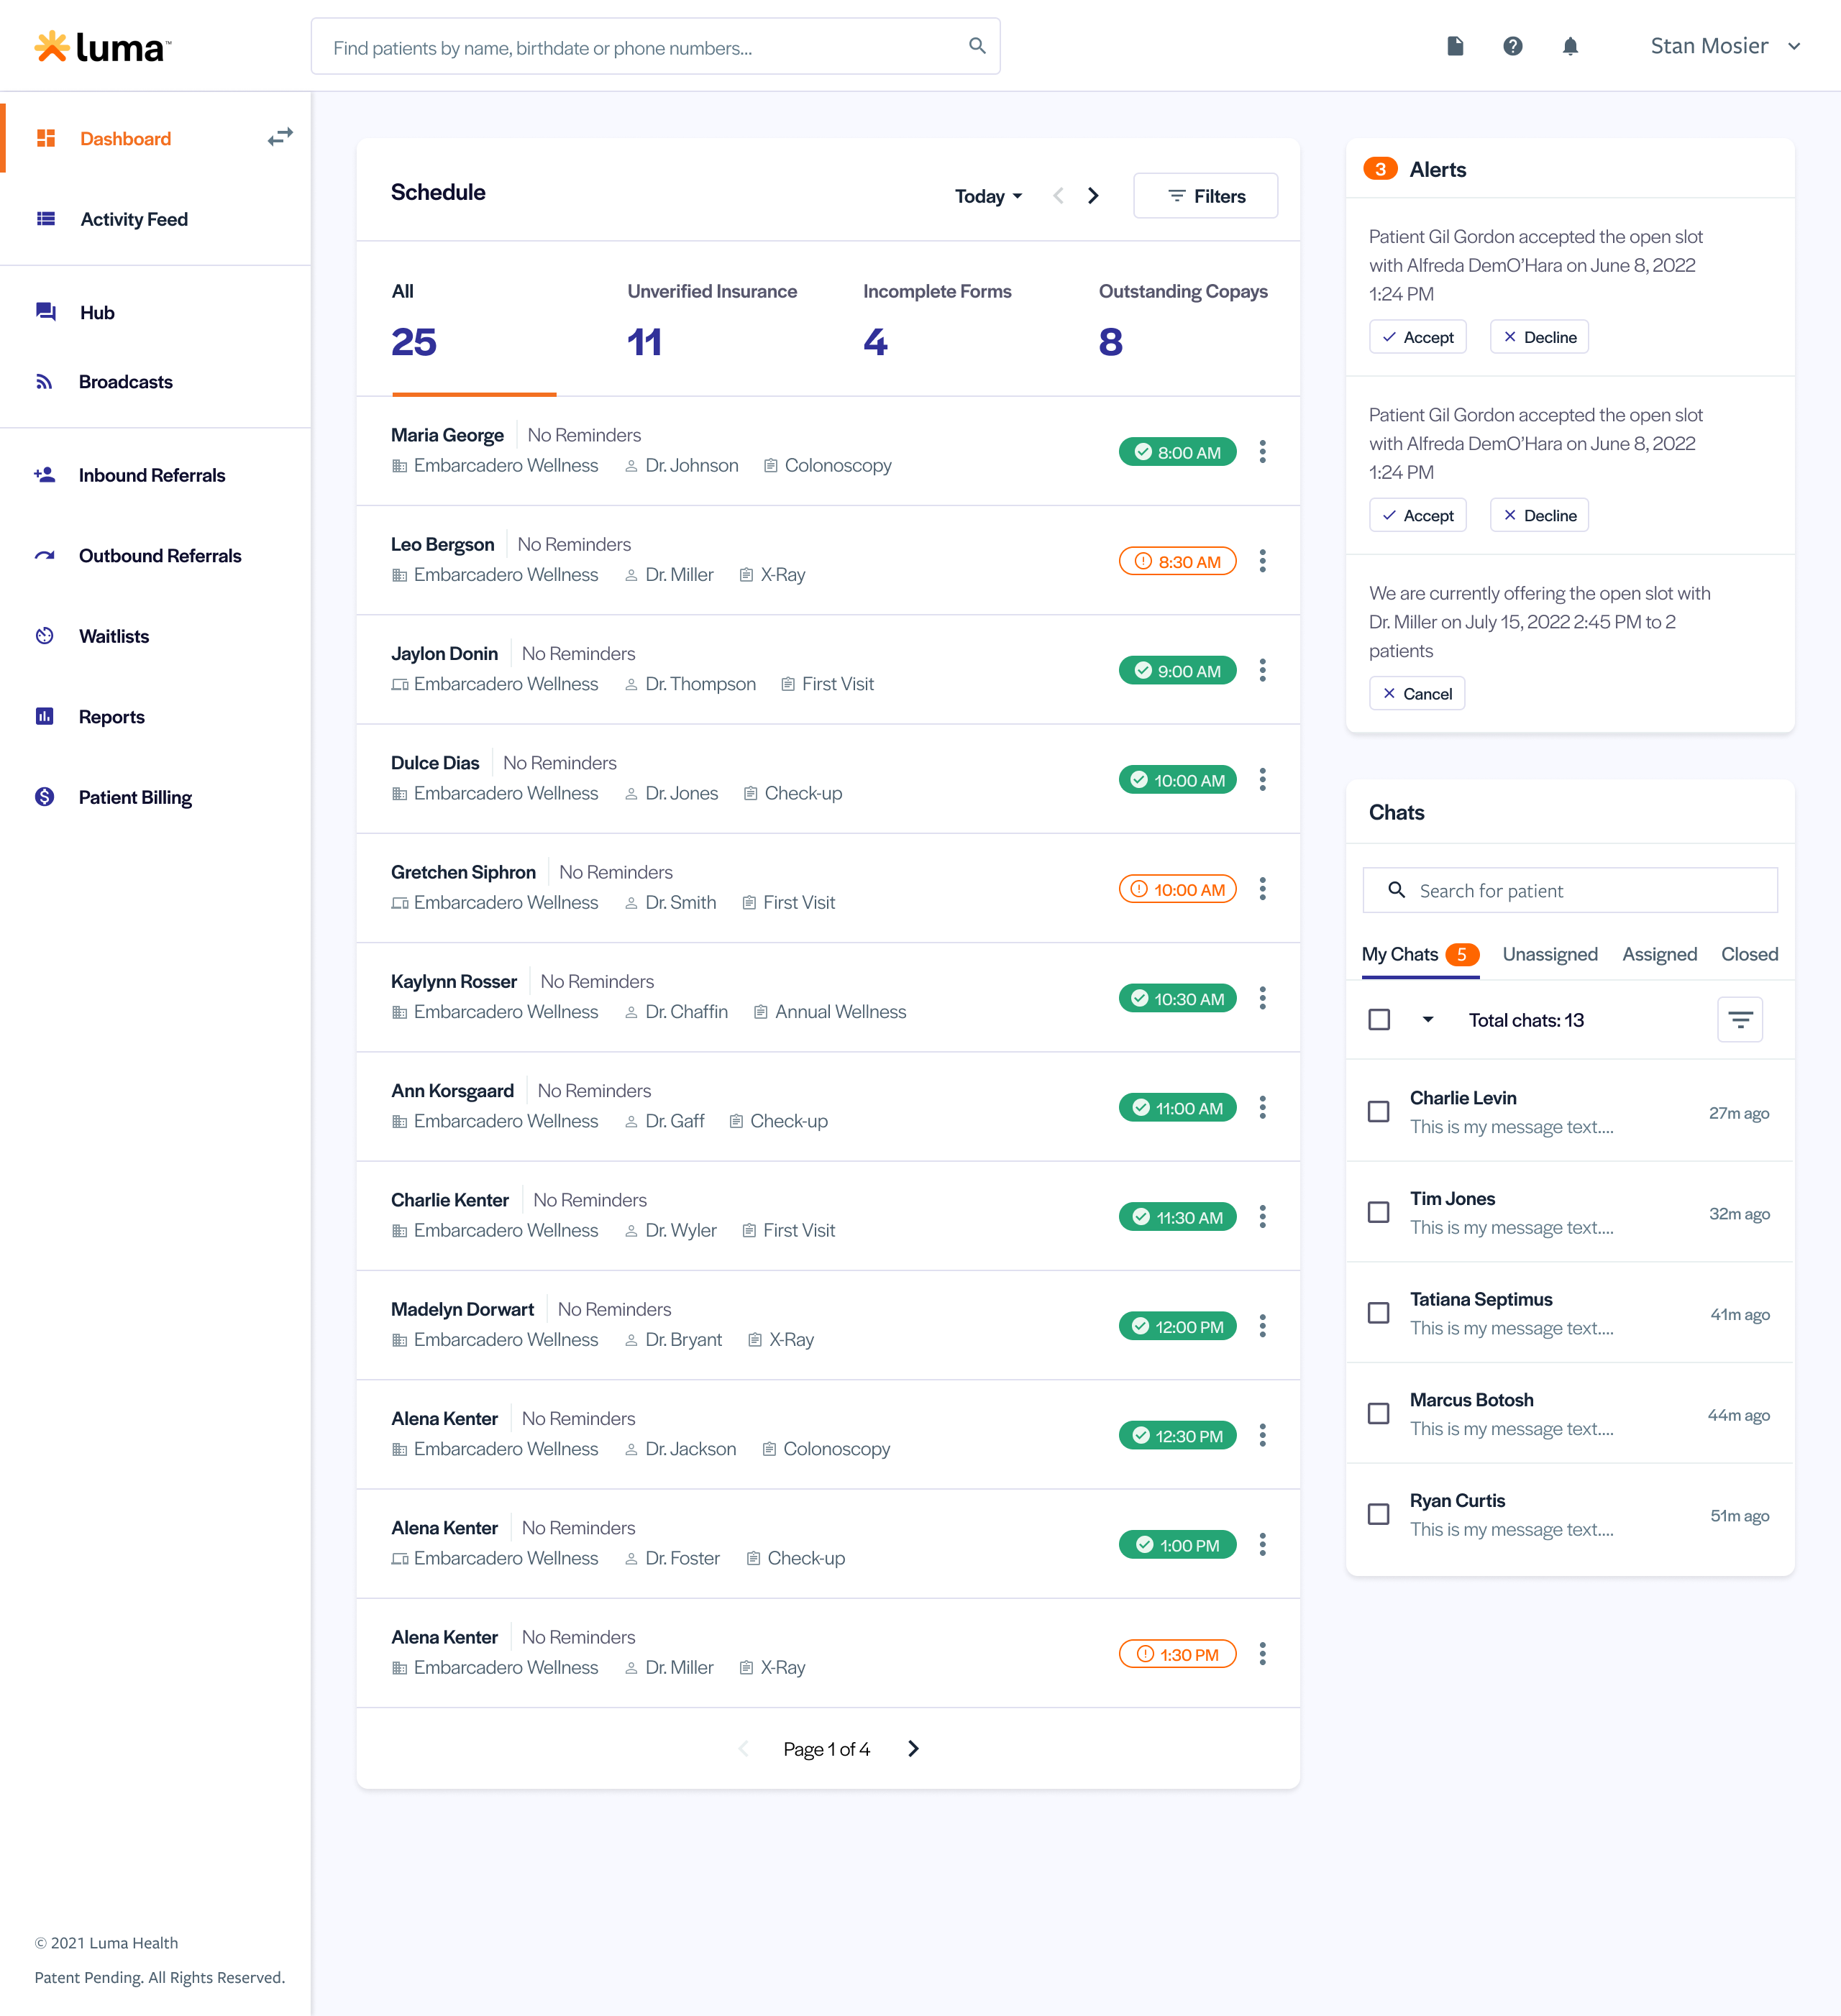 luma™
Find patients by name, birthdate or phone numbers...
Stan Mosier
Dashboard
Activity Feed
Hub
Broadcasts
Inbound Referrals
Outbound Referrals
Waitlists
Reports
Patient Billing
© 2021 Luma Health
Patent Pending. All Rights Reserved.
Schedule
Today
Filters
All
25
Unverified Insurance
11
Incomplete Forms
4
Outstanding Copays
8
Maria George No Reminders
Embarcadero Wellness Dr. Johnson Colonoscopy
8:00 AM
Leo Bergson No Reminders
Embarcadero Wellness Dr. Miller X-Ray
8:30 AM
Jaylon Donin No Reminders
Embarcadero Wellness Dr. Thompson First Visit
9:00 AM
Dulce Dias No Reminders
Embarcadero Wellness Dr. Jones Check-up
10:00 AM
Gretchen Siphron No Reminders
Embarcadero Wellness Dr. Smith First Visit
10:00 AM
Kaylynn Rosser No Reminders
Embarcadero Wellness Dr. Chaffin Annual Wellness
10:30 AM
Ann Korsgaard No Reminders
Embarcadero Wellness Dr. Gaff Check-up
11:00 AM
Charlie Kenter No Reminders
Embarcadero Wellness Dr. Wyler First Visit
11:30 AM
Madelyn Dorwart No Reminders
Embarcadero Wellness Dr. Bryant X-Ray
12:00 PM
Alena Kenter No Reminders
Embarcadero Wellness Dr. Jackson Colonoscopy
12:30 PM
Alena Kenter No Reminders
Embarcadero Wellness Dr. Foster Check-up
1:00 PM
Alena Kenter No Reminders
Embarcadero Wellness Dr. Miller X-Ray
1:30 PM
Page 1 of 4
3 Alerts
Patient Gil Gordon accepted the open slot
with Alfreda DemO’Hara on June 8, 2022
1:24 PM
Accept Decline
Patient Gil Gordon accepted the open slot
with Alfreda DemO’Hara on June 8, 2022
1:24 PM
Accept Decline
We are currently offering the open slot with
Dr. Miller on July 15, 2022 2:45 PM to 2
patients
Cancel
Chats
Search for patient
My Chats 5 Unassigned Assigned Closed
Total chats: 13
Charlie Levin
This is my message text....
27m ago
Tim Jones
This is my message text....
32m ago
Tatiana Septimus
This is my message text....
41m ago
Marcus Botosh
This is my message text....
44m ago
Ryan Curtis
This is my message text....
51m ago